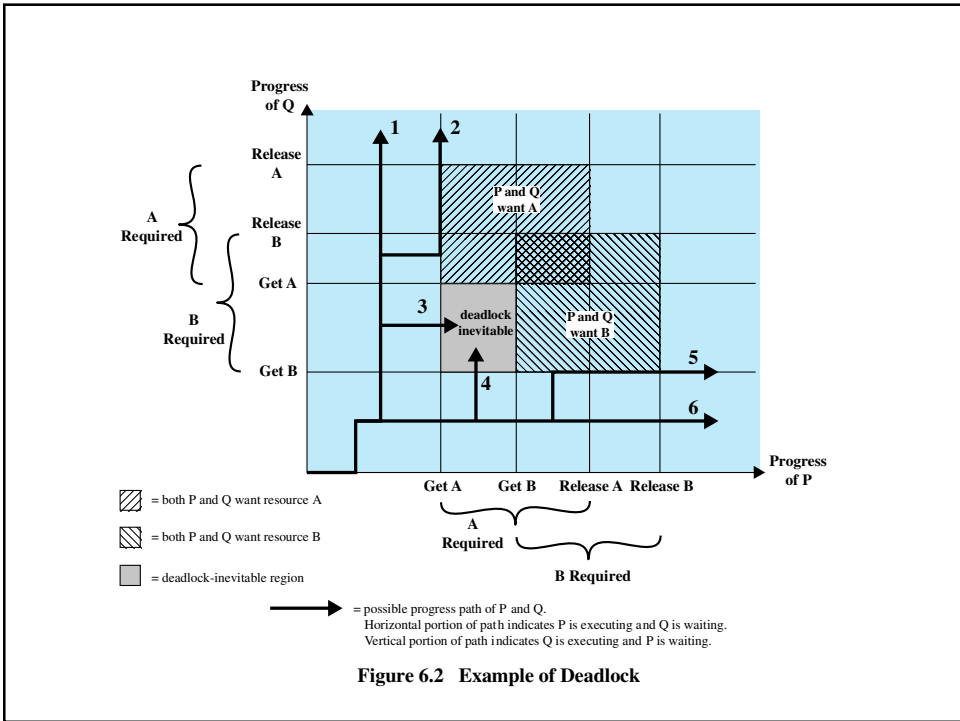 Progress
of Q
1
2
Release
A
P and Q
want A
A
Required
Release
B
Get A
3
deadlock
inevitable
P and Q
want B
B
Required
Get B
4
5
6
Progress
of P
Get A
Get B
Release A
Release B
A
Required
B Required
= both P and Q want resource A
= both P and Q want resource B
= deadlock-inevitable region
= possible progress path of P and Q.
Horizontal portion of path indicates P is executing and Q is waiting.
Vertical portion of path indicates Q is executing and P is waiting.
Figure 6.2 Example of Deadlock